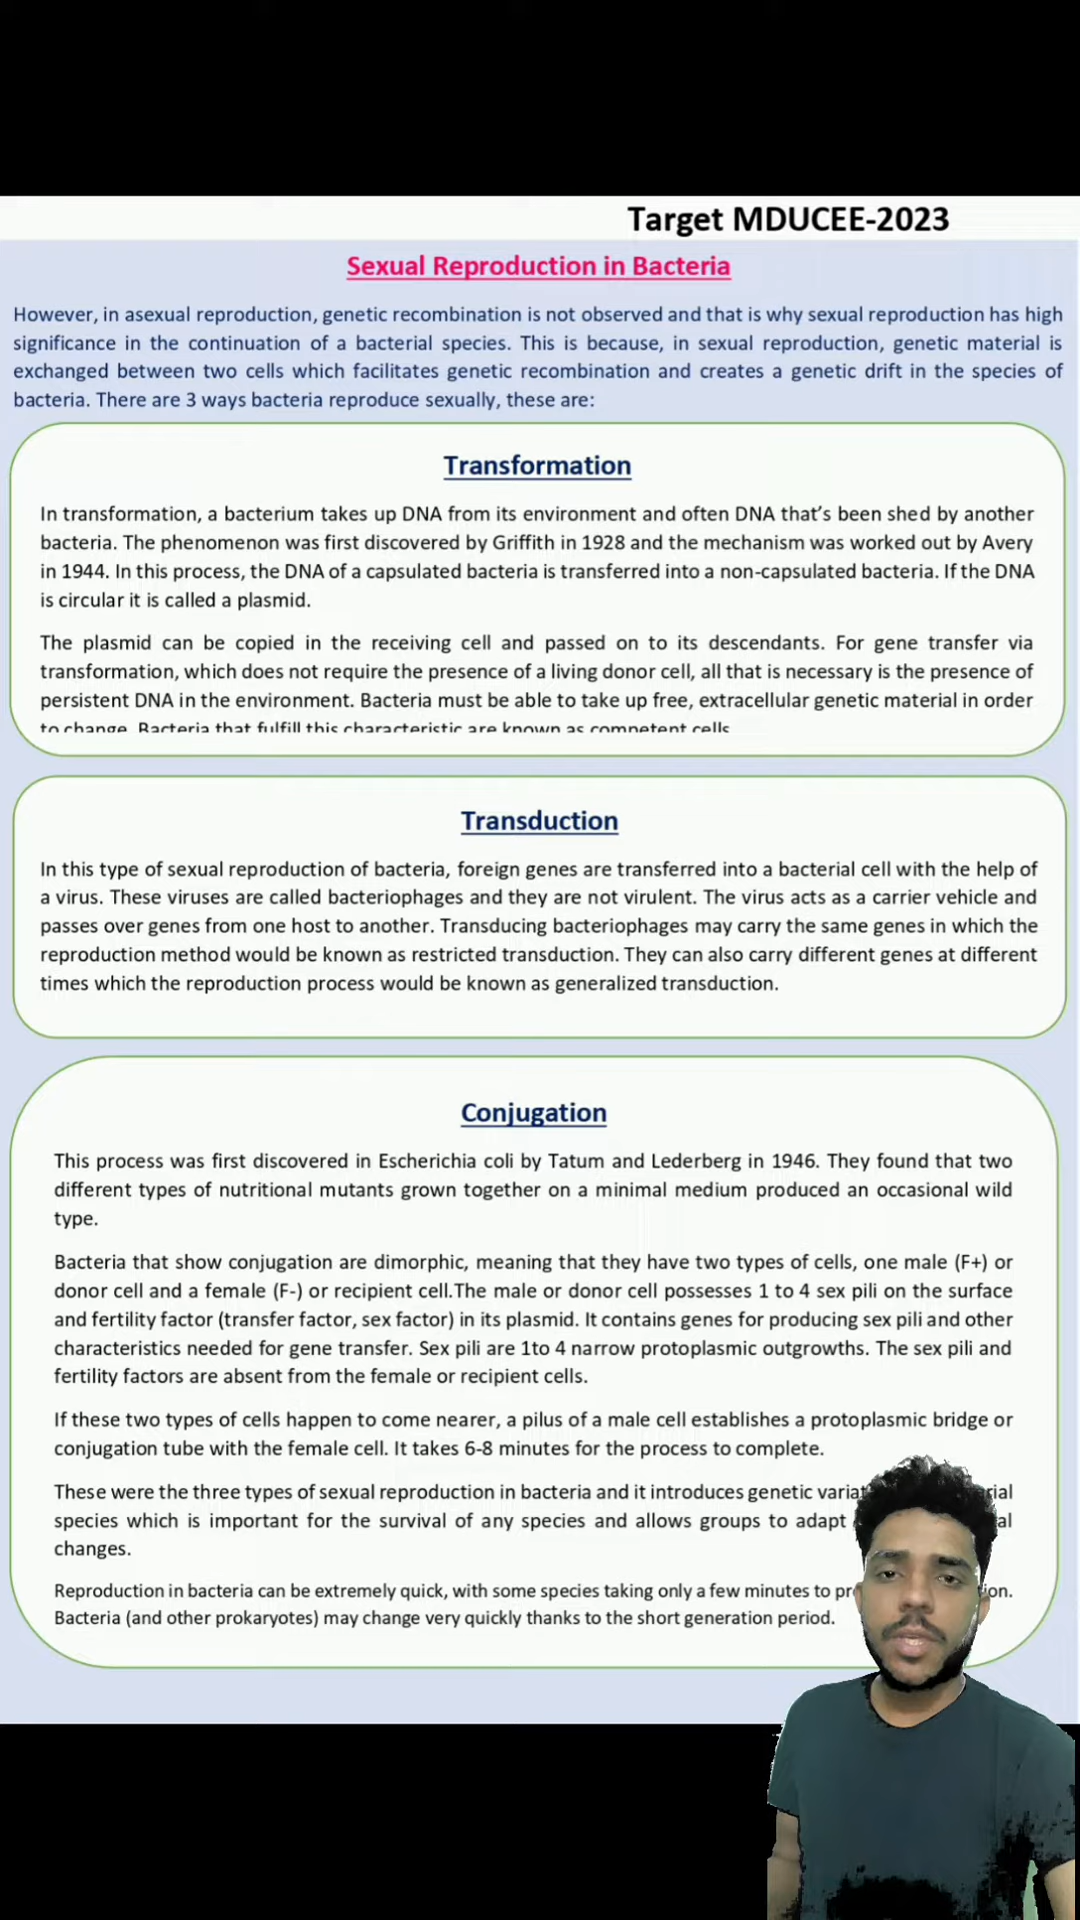 Target MDUCEE-2023
Sexual Reproduction in Bacteria
However, in asexual reproduction, genetic recombination is not observed and that is why sexual reproduction has high
significance in the continuation of a bacterial species. This is because, in sexual reproduction, genetic material is
exchanged between two cells which facilitates genetic recombination and creates a genetic drift in the species of
bacteria. There are 3 ways bacteria reproduce sexually, these are:
Transformation
In transformation, a bacterium takes up DNA from its environment and often DNA that's been shed by another
bacteria. The phenomenon was first discovered by Griffith in 1928 and the mechanism was worked out by Avery
in 1944. In this process, the DNA of a capsulated bacteria is transferred into a non-capsulated bacteria. If the DNA
is circular it is called a plasmid.
The plasmid can be copied in the receiving cell and passed on to its descendants. For gene transfer via
transformation, which does not require the presence of a living donor cell, all that is necessary is the presence of
persistent DNA in the environment. Bacteria must be able to take up free, extracellular genetic material in order
to change. Bacteria that fulfill this characteristic are known as competent cells
Transduction
In this type of sexual reproduction of bacteria, foreign genes are transferred into a bacterial cell with the help of
a virus. These viruses are called bacteriophages and they are not virulent. The virus acts as a carrier vehicle and
passes over genes from one host to another. Transducing bacteriophages may carry the same genes in which the
reproduction method would be known as restricted transduction. They can also carry different genes at different
times which the reproduction process would be known as generalized transduction.
Conjugation
This process was first discovered in Escherichia coli by Tatum and Lederberg in 1946. They found that two
different types of nutritional mutants grown together on a minimal medium produced an occasional wild
type.
Bacteria that show conjugation are dimorphic, meaning that they have two types of cells, one male (F+) or
donor cell and a female (F-) or recipient cell.The male or donor cell possesses 1 to 4 sex pili on the surface
and fertility factor (transfer factor, sex factor) in its plasmid. It contains genes for producing sex pili and other
characteristics needed for gene transfer. Sex pili are 1to 4 narrow protoplasmic outgrowths. The sex pili and
fertility factors are absent from the female or recipient cells.
If these two types of cells happen to come nearer, a pilus of a male cell establishes a protoplasmic bridge or
conjugation tube with the female cell. It takes 6-8 minutes for the process to complete.
These were the three types of sexual reproduction in bacteria and it introduces genetic
species which is important for the survival of any species and allows groups to adapt
changes.
Reproduction in bacteria can be extremely quick, with some species taking only a few minutes to
Bacteria (and other prokaryotes) may change very quickly thanks to the short generation period.